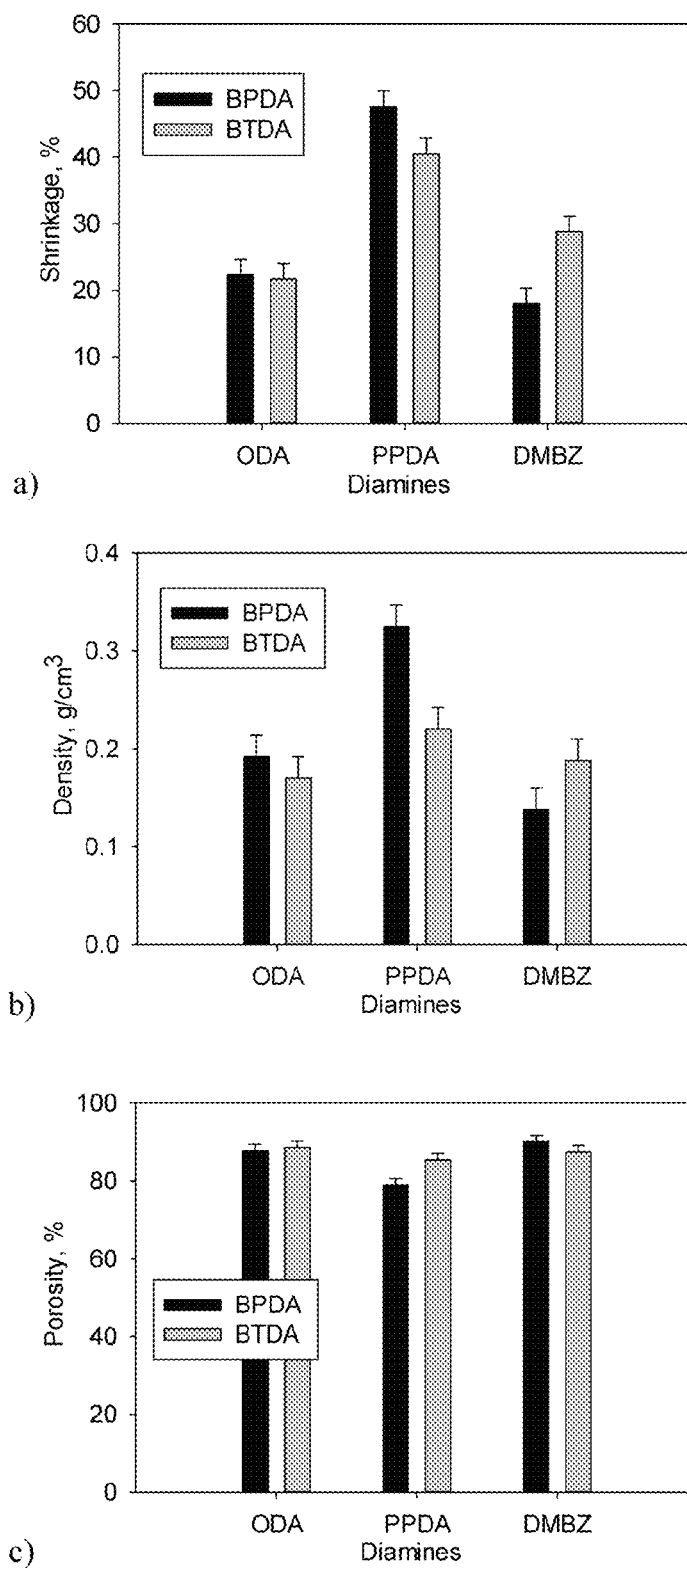 60
50
40
30
20
10
0
Shrinkage, %
BPDA
BTDA
ODA PPDA DMBZ
Diamines
a)
0.4
0.3
0.2
0.1
0.0
Density, g/cm³
BPDA
BTDA
ODA PPDA DMBZ
Diamines
b)
100
80
60
40
20
0
Porosity, %
BPDA
BTDA
ODA PPDA DMBZ
Diamines
c)